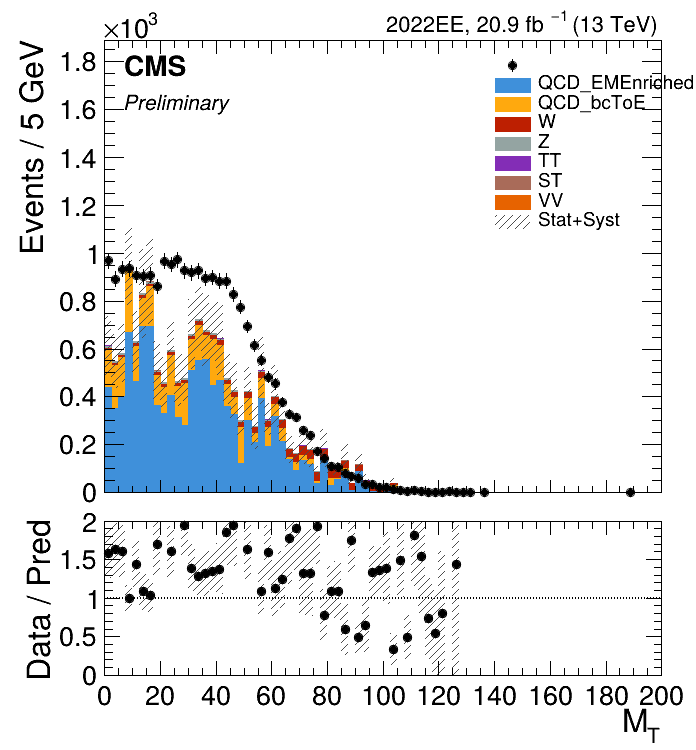 ×10³
2022EE, 20.9 fb ⁻¹ (13 TeV)
CMS
Preliminary
Events / 5 GeV
1.8
1.6
1.4
1.2
1
0.8
0.6
0.4
0.2
0
QCD_EMEnriched
QCD_bcToE
W
Z
TT
ST
VV
Stat+Syst
Data / Pred
2
1.5
1
0.5
0
0 20 40 60 80 100 120 140 160 180 200
M_T